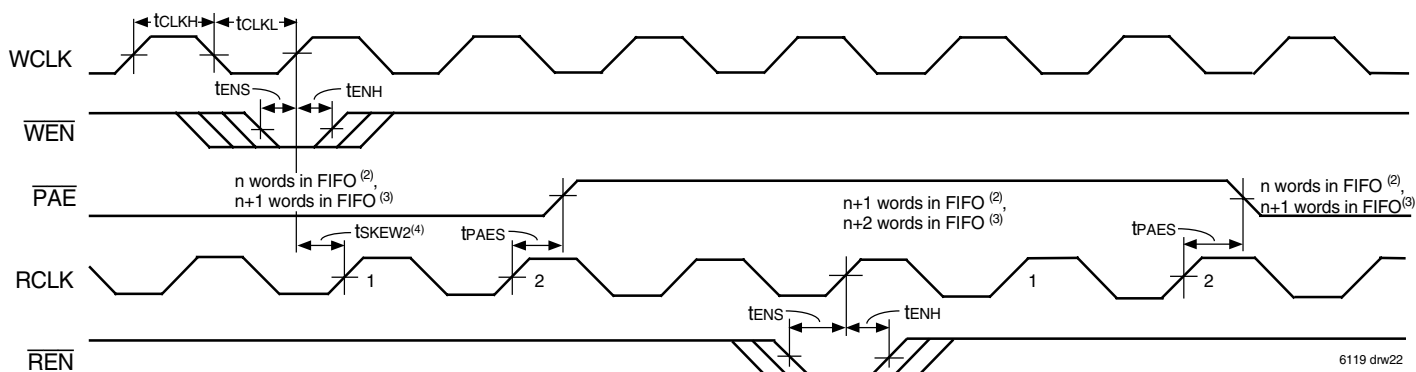 tCLKH
tCLKL
WCLK
tENS
tENH
WEN
n words in FIFO (2),
n+1 words in FIFO (3)
PAE
n+1 words in FIFO (2),
n+2 words in FIFO (3)
n words in FIFO (2),
n+1 words in FIFO(3)
tSKEW2(4)
tPAES
tPAES
RCLK
1
2
1
2
tENS
tENH
REN
6119 drw22